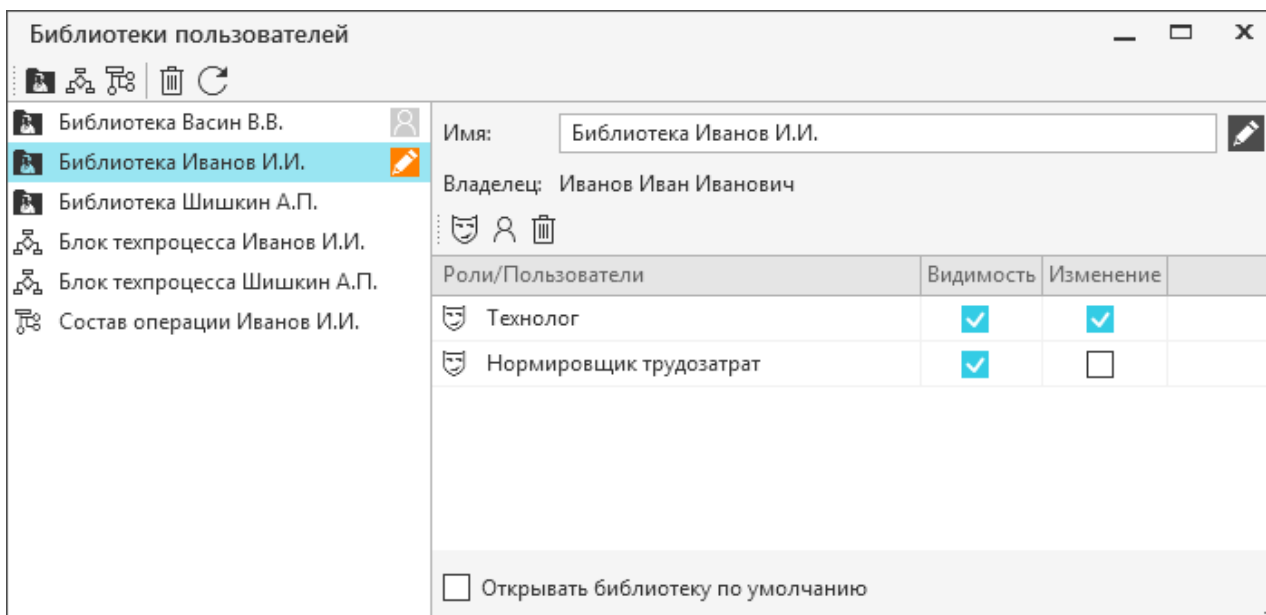 Библиотеки пользователей
Библиотека Васин В.В.
Библиотека Иванов И.И.
Библиотека Шишкин А.П.
Блок техпроцесса Иванов И.И.
Блок техпроцесса Шишкин А.П.
Состав операции Иванов И.И.
Имя: Библиотека Иванов И.И.
Владелец: Иванов Иван Иванович
Роли/Пользователи Видимость Изменение
Технолог
Нормировщик трудозатрат
Открывать библиотеку по умолчанию